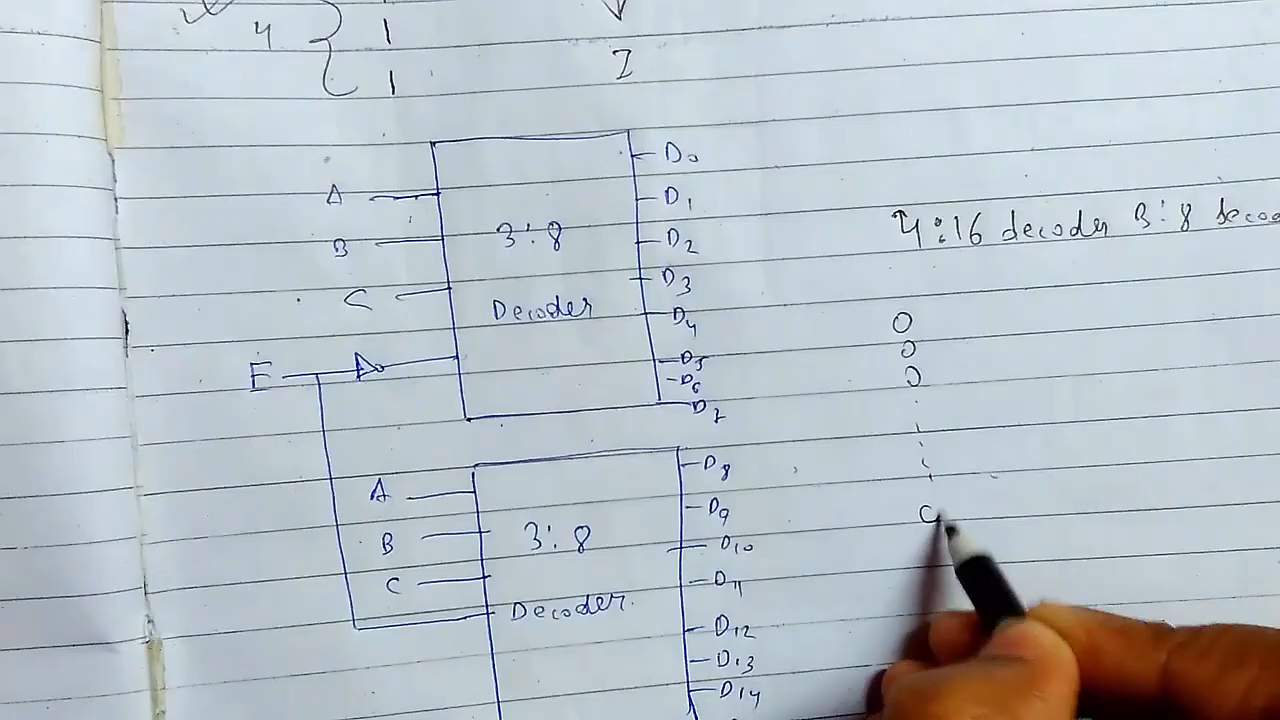 4
1
1
I
D0
A
D1
3:8
B
D2
4:16 decoder 3:8 deco
C
D3
Decoder
D4
0
0
E
D5
0
D6
D7
D8
A
D9
B
3:8
D10
C
D11
Decoder.
D12
D13
D14